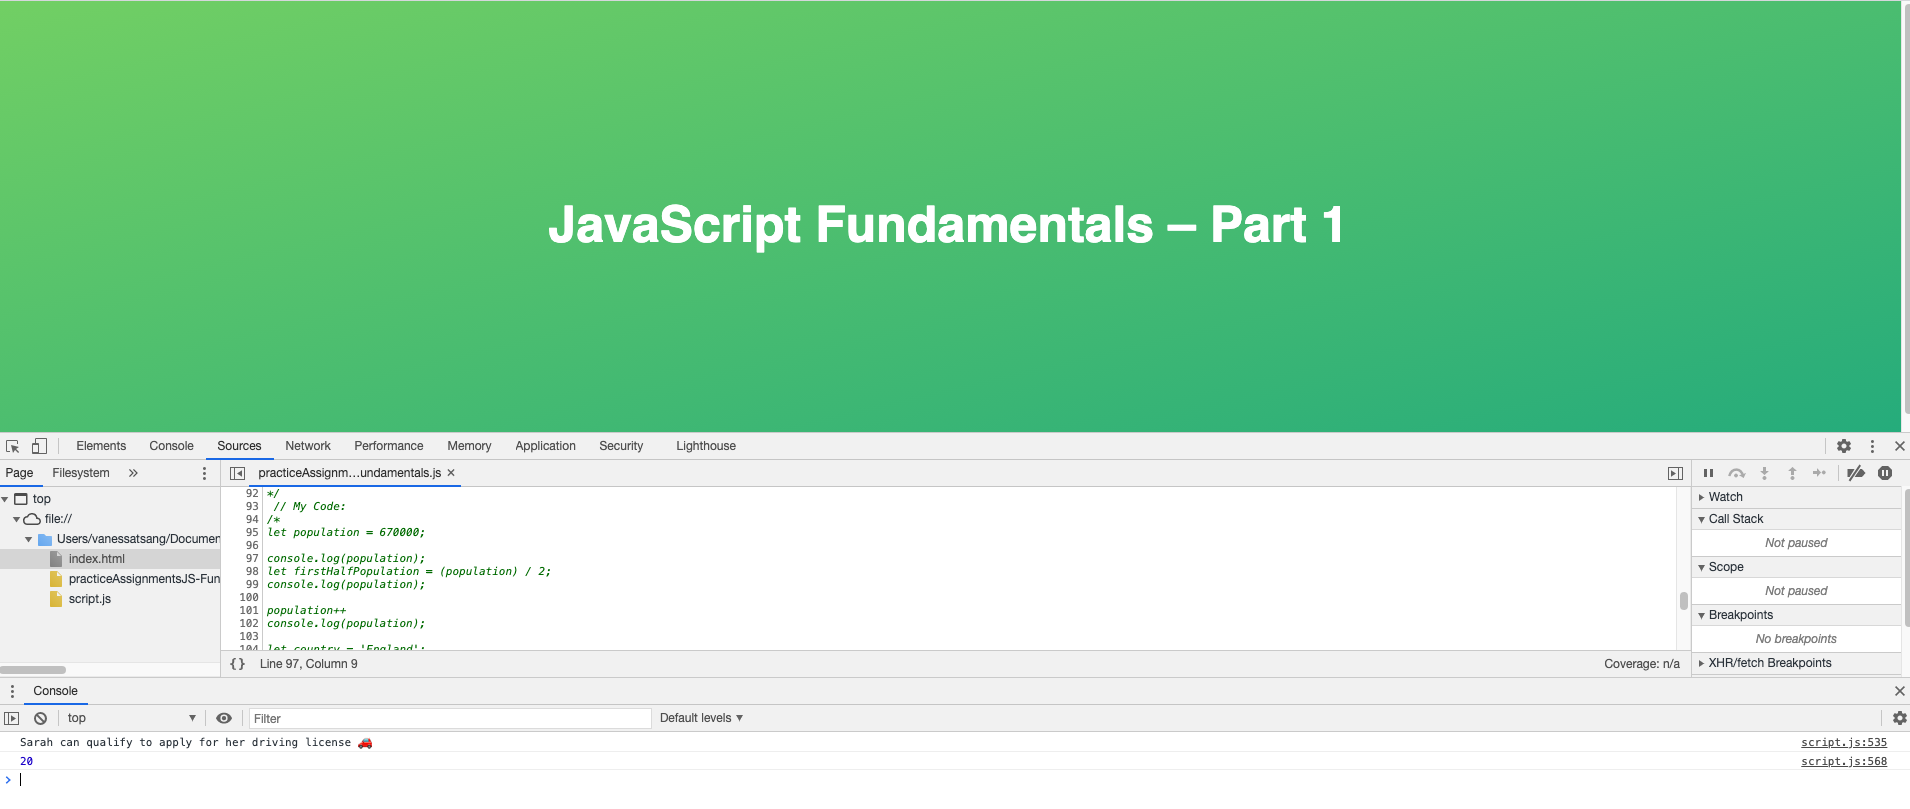 JavaScript Fundamentals – Part 1
Elements Console Sources Network Performance Memory Application Security Lighthouse
Page Filesystem »
practiceAssignm…undamentals.js ×
top
file://
Users/vanessatsang/Documen
index.html
practiceAssignmentsJS-Fun
script.js
92 */
93 // My Code:
94 /*
95 let population = 670000;
96
97 console.log(population);
98 let firstHalfPopulation = (population) / 2;
99 console.log(population);
100
101 population++
102 console.log(population);
103
104 let country = 'England';
{} Line 97, Column 9
Coverage: n/a
Watch
Call Stack
Not paused
Scope
Not paused
Breakpoints
No breakpoints
XHR/fetch Breakpoints
Console
top Filter Default levels
Sarah can qualify to apply for her driving license 🚗 script.js:535
20 script.js:568